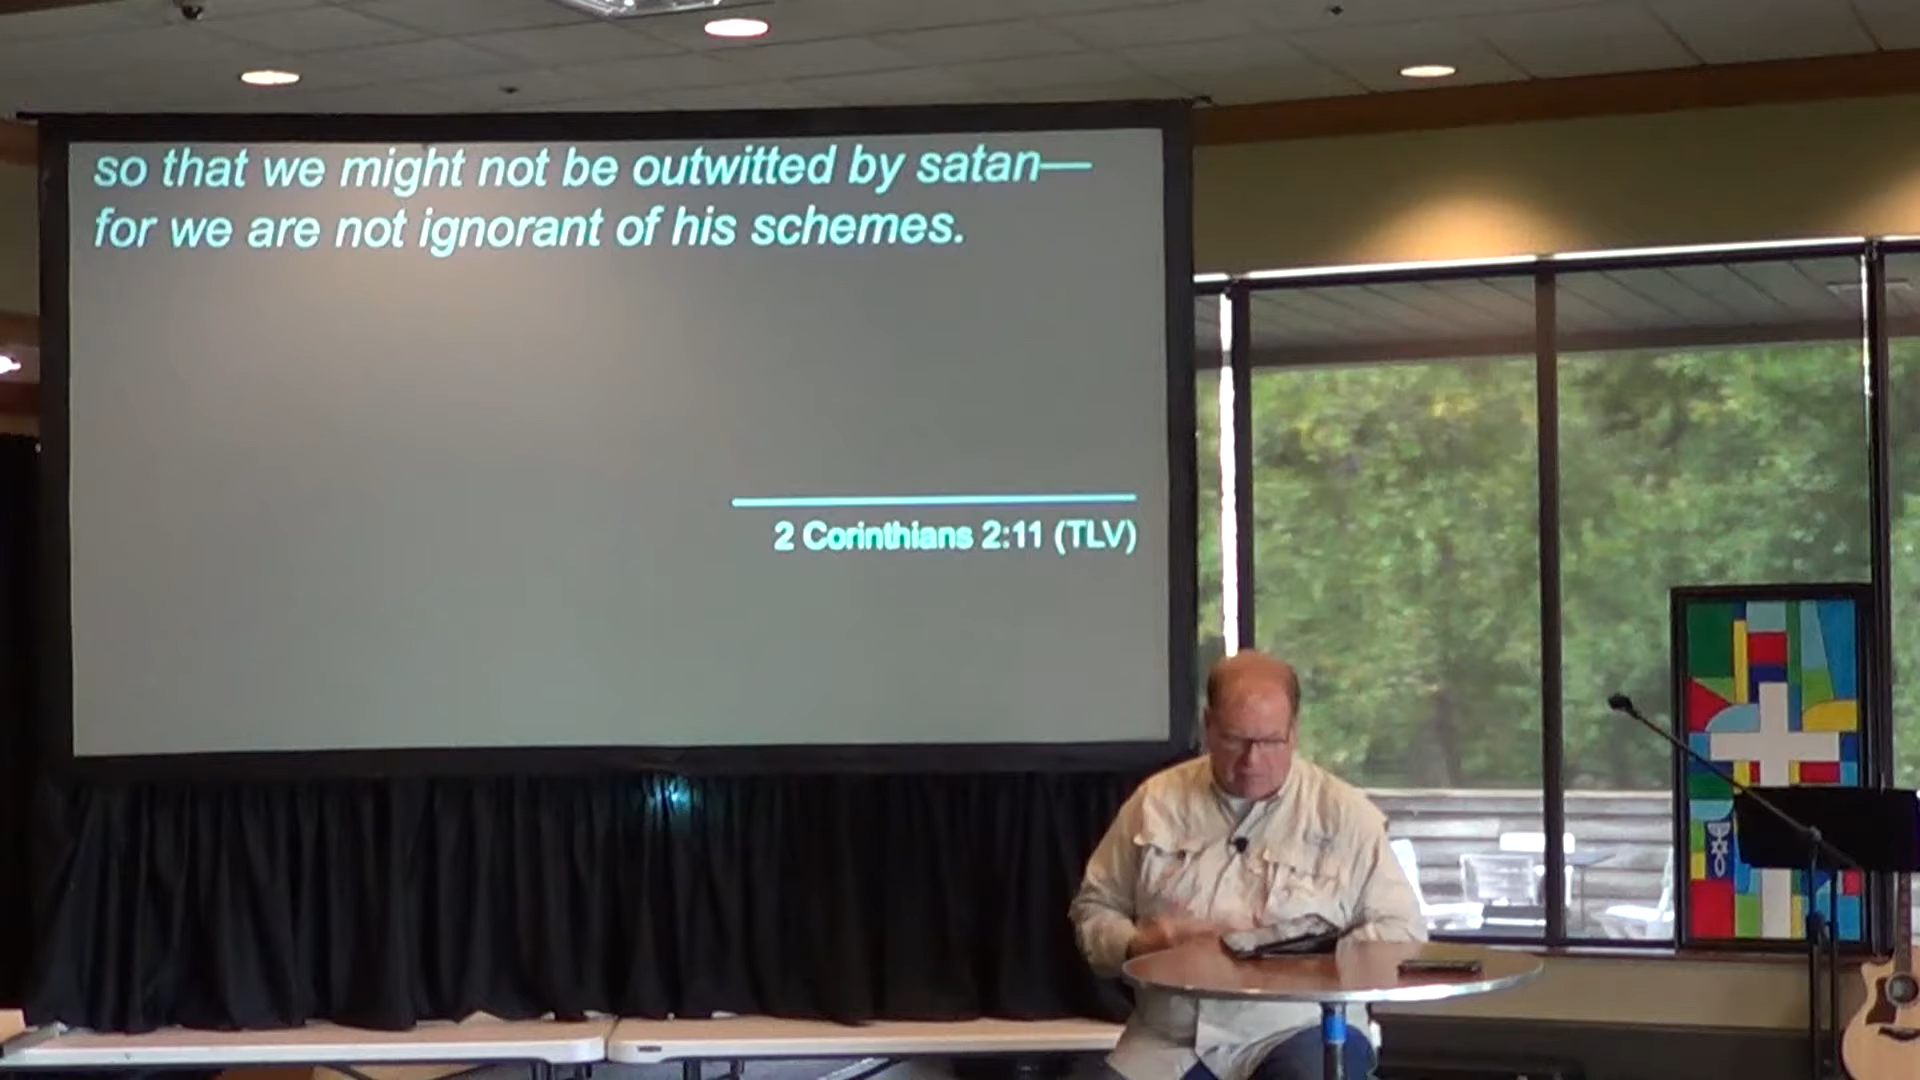 so that we might not be outwitted by satan—
for we are not ignorant of his schemes.
2 Corinthians 2:11 (TLV)